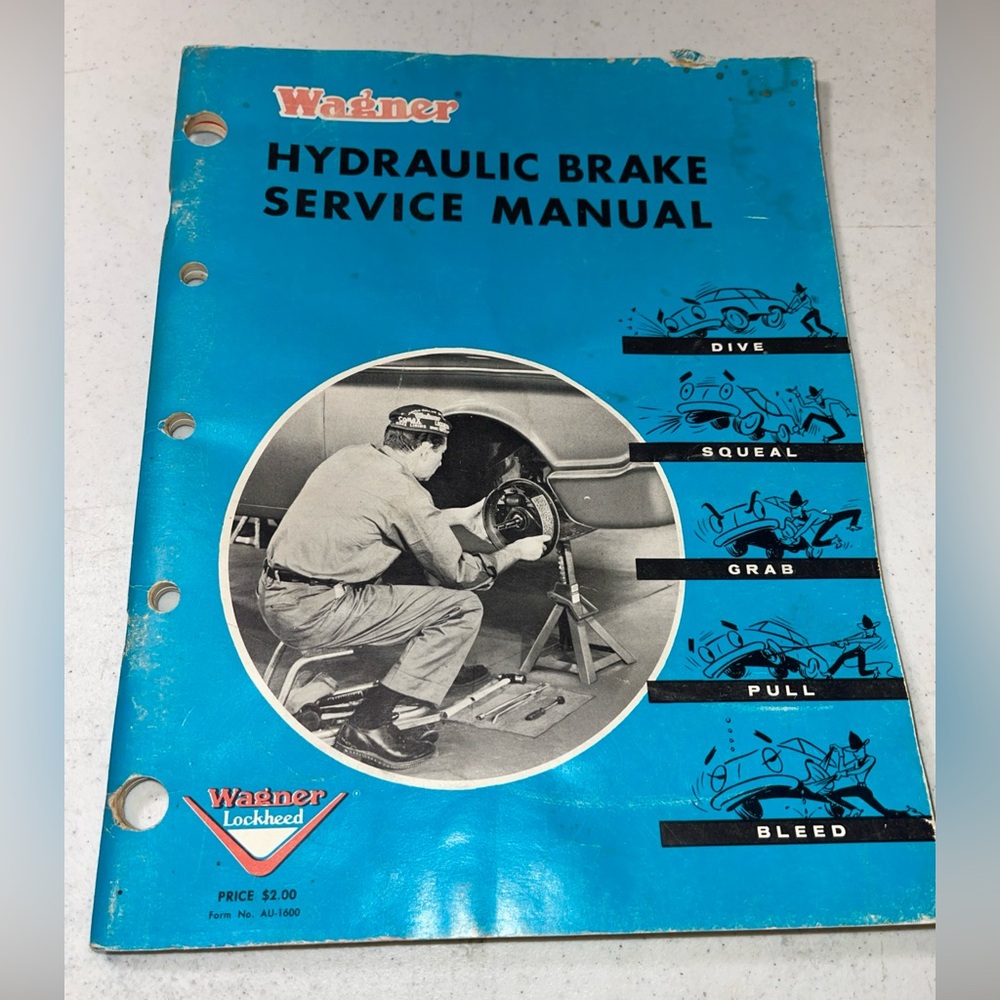 Wagner
HYDRAULIC BRAKE
SERVICE MANUAL
DIVE
SQUEAL
GRAB
PULL
BLEED
Wagner
Lockheed
PRICE $2.00
Form No. AU-1600